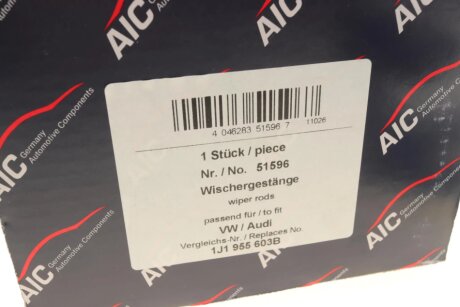 AIC
AIC
AIC
Germany
Automotive Components
AIC
Germany
Automotive Components
4 046283 51596 7 11026
1 Stück / piece
Nr. / No. 51596
Wischergestänge
wiper rods
passend für / to fit
VW / Audi
Vergleichs-Nr. / Replaces No.
1J1 955 603B
AIC
Germany
Automotive Components